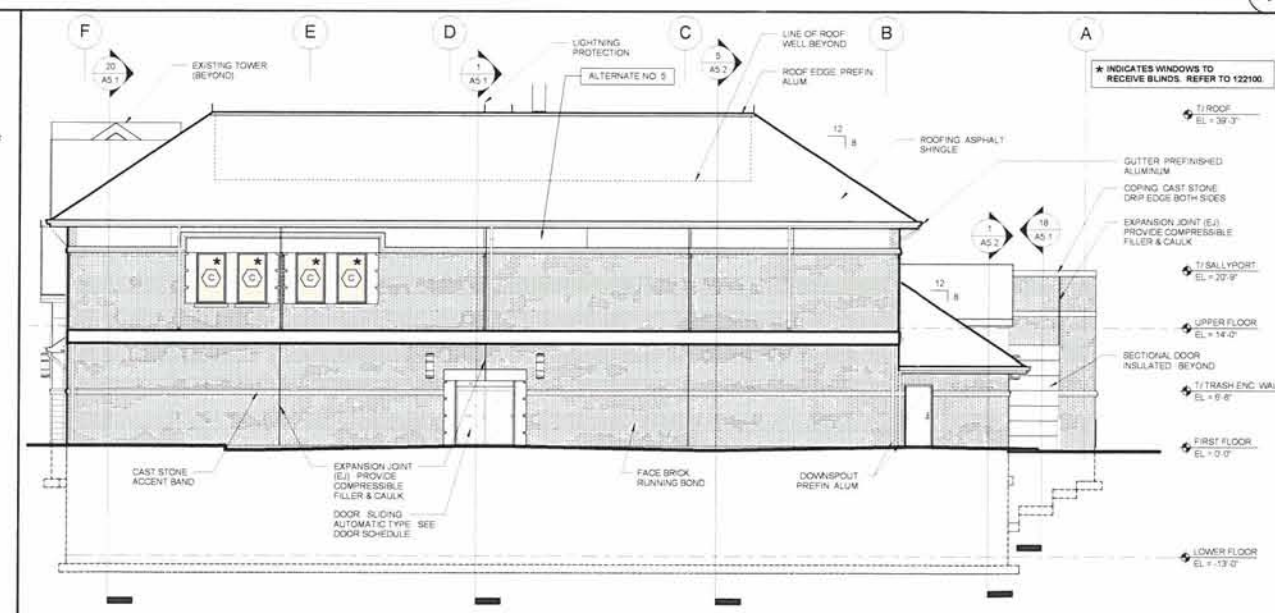 F
E
D
C
B
A
20
A5.1
1
A5.1
5
A5.2
EXISTING TOWER
(BEYOND)
LIGHTNING
PROTECTION
ALTERNATE NO. 5
LINE OF ROOF
WELL BEYOND
ROOF EDGE PREFIN
ALUM.
* INDICATES WINDOWS TO
RECEIVE BLINDS. REFER TO 122100.
T/ ROOF
EL = 39'-3"
12
8
ROOFING ASPHALT
SHINGLE
GUTTER PREFINISHED
ALUMINUM
COPING CAST STONE
DRIP EDGE BOTH SIDES
1
A5.2
18
A5.1
EXPANSION JOINT (EJ)
PROVIDE COMPRESSIBLE
FILLER & CAULK
* * * *
C C C C
T/ SALLYPORT
EL = 20'-9"
12
8
UPPER FLOOR
EL = 14'-0"
SECTIONAL DOOR
INSULATED BEYOND
T/ TRASH ENC. WAL
EL = 6'-8"
FIRST FLOOR
EL = 0'-0"
CAST STONE
ACCENT BAND
EXPANSION JOINT
(EJ) PROVIDE
COMPRESSIBLE
FILLER & CAULK
DOOR SLIDING
AUTOMATIC TYPE SEE
DOOR SCHEDULE
FACE BRICK
RUNNING BOND
DOWNSPOUT
PREFIN ALUM
LOWER FLOOR
EL = -13'-0"